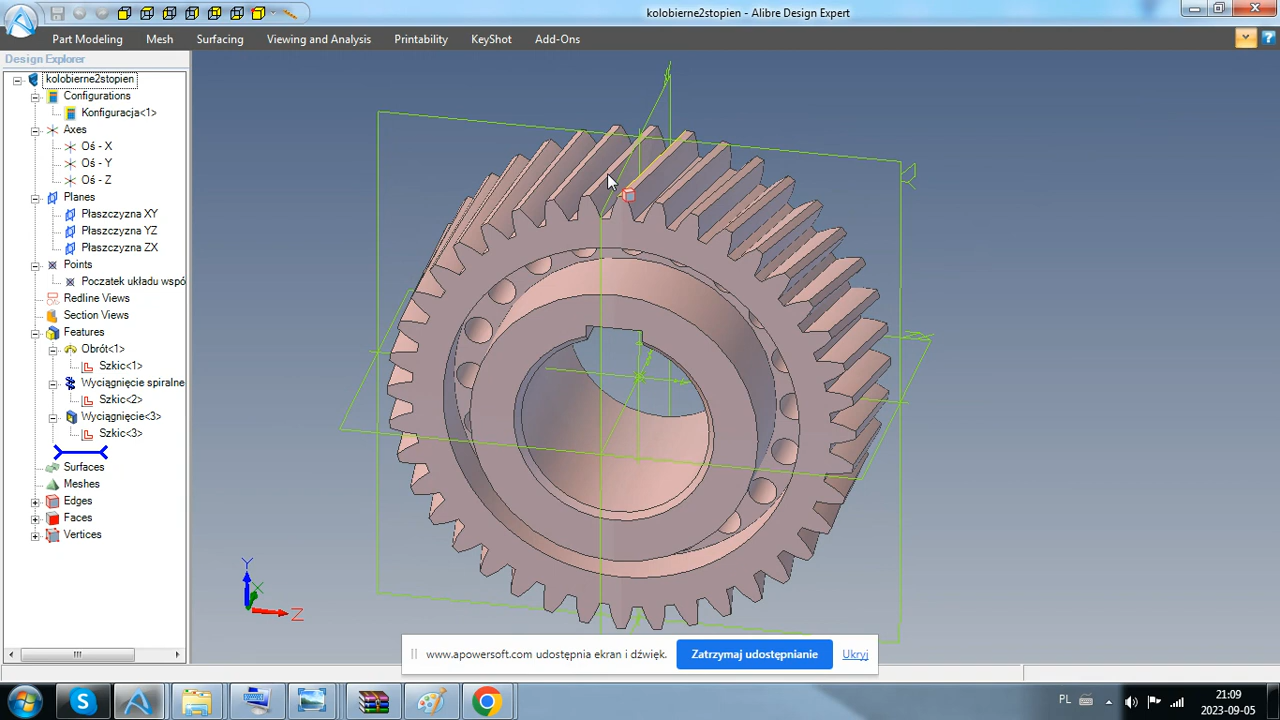 kolobierne2stopien - Alibre Design Expert
Part Modeling Mesh Surfacing Viewing and Analysis Printability KeyShot Add-Ons
Design Explorer
kolobierne2stopien
Configurations
Konfiguracja<1>
Axes
Oś - X
Oś - Y
Oś - Z
Planes
Płaszczyzna XY
Płaszczyzna YZ
Płaszczyzna ZX
Points
Początek układu współ
Redline Views
Section Views
Features
Obrót<1>
Szkic<1>
Wyciągnięcie spiralne
Szkic<2>
Wyciągnięcie<3>
Szkic<3>
Surfaces
Meshes
Edges
Faces
Vertices
Y
X
Z
www.apowersoft.com udostępnia ekran i dźwięk.
Zatrzymaj udostępnianie
Ukryj
PL
21:09
2023-09-05